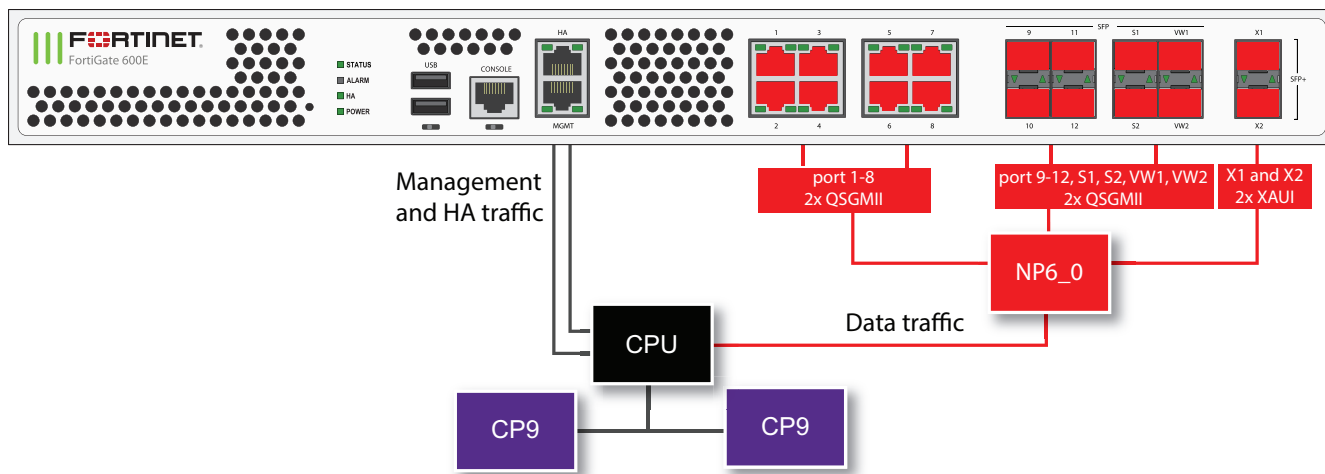 FORTINET
FortiGate 600E
STATUS
ALARM
HA
POWER
USB
CONSOLE
HA
MGMT
1 3
2 4
5 7
6 8
SFP
9 11 S1 VW1
10 12 S2 VW2
X1
X2
SFP+
Management
and HA traffic
port 1-8
2x QSGMII
port 9-12, S1, S2, VW1, VW2
2x QSGMII
X1 and X2
2x XAUI
NP6_0
Data traffic
CPU
CP9
CP9